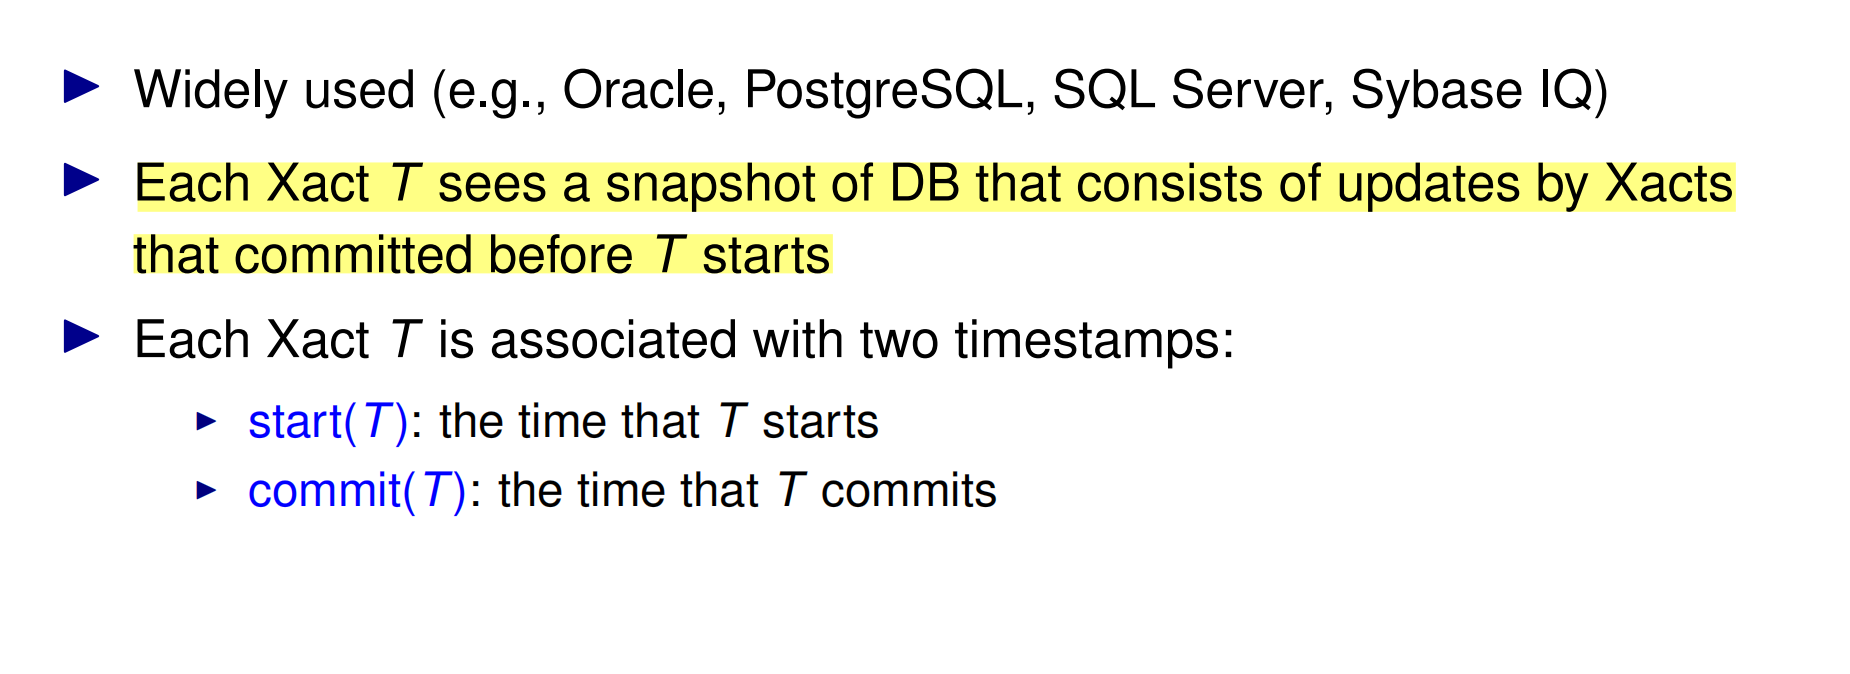 Widely used (e.g., Oracle, PostgreSQL, SQL Server, Sybase IQ)
Each Xact T sees a snapshot of DB that consists of updates by Xacts
that committed before T starts
Each Xact T is associated with two timestamps:
start(T): the time that T starts
commit(T): the time that T commits